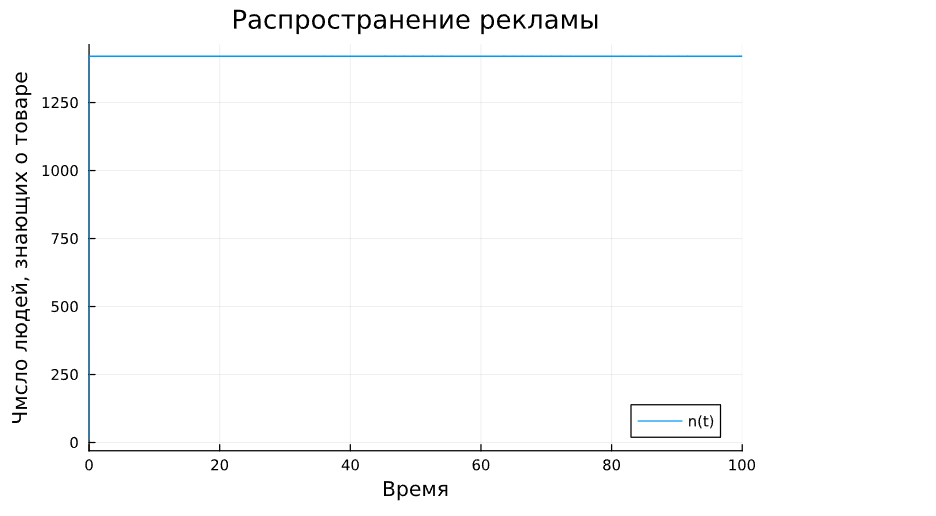 Распространение рекламы
Чмсло людей, знающих о товаре
1250
1000
750
500
250
0
n(t)
0 20 40 60 80 100
Время